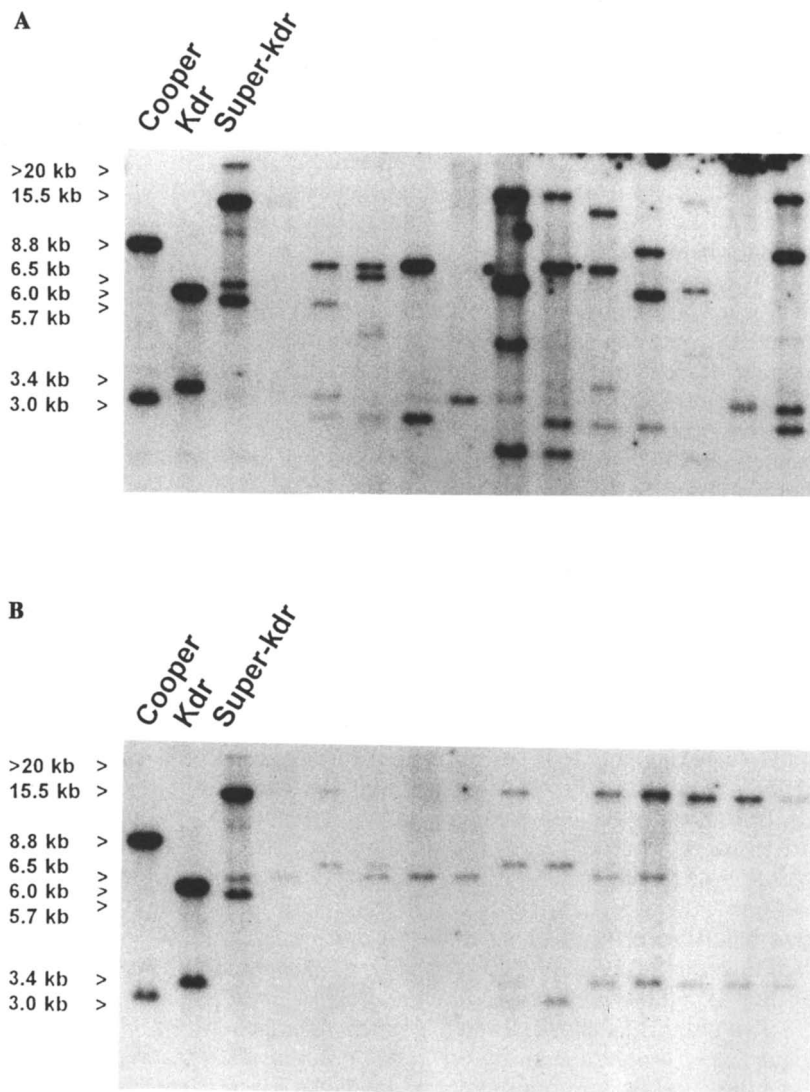 A
Cooper
Kdr
Super-kdr
>20 kb >
15.5 kb >
8.8 kb >
6.5 kb >
6.0 kb >
5.7 kb >
3.4 kb >
3.0 kb >
B
Cooper
Kdr
Super-kdr
>20 kb >
15.5 kb >
8.8 kb >
6.5 kb >
6.0 kb >
5.7 kb >
3.4 kb >
3.0 kb >